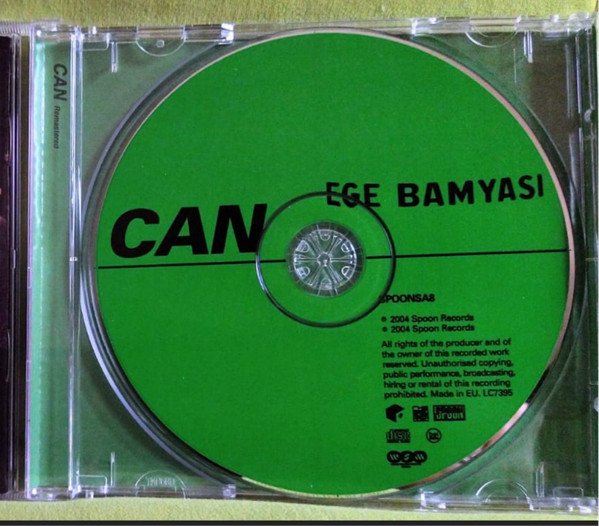 CAN Remastered
EGE BAMYASI
CAN
SPOONSA8
℗ 2004 Spoon Records
© 2004 Spoon Records
All rights of the producer and of
the owner of this recorded work
reserved. Unauthorised copying,
public performance, broadcasting,
hiring or rental of this recording
prohibited. Made in EU. LC7395
SPOON